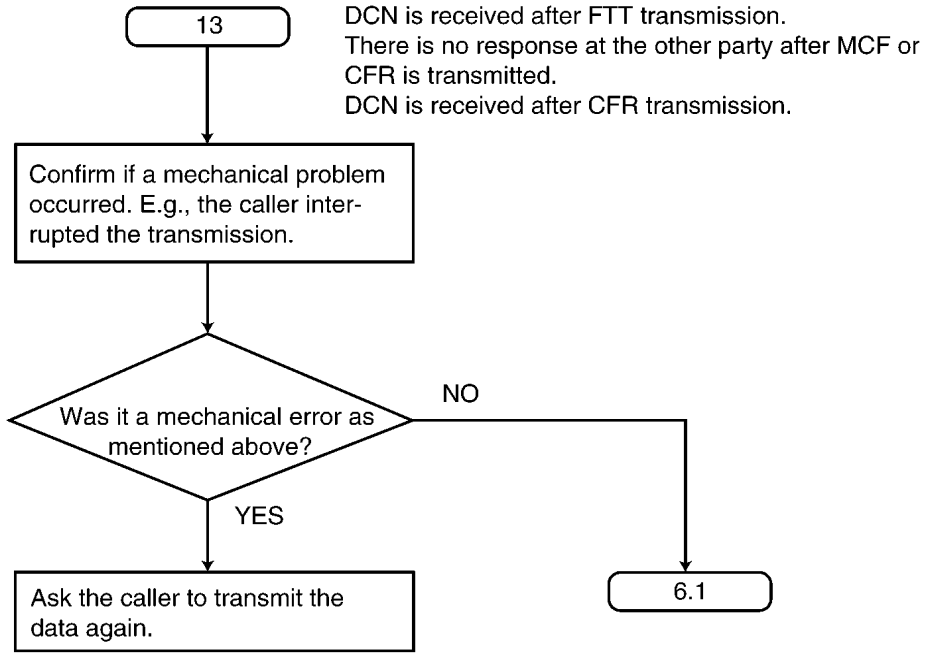 13
DCN is received after FTT transmission.
There is no response at the other party after MCF or
CFR is transmitted.
DCN is received after CFR transmission.
Confirm if a mechanical problem
occurred. E.g., the caller inter-
rupted the transmission.
Was it a mechanical error as
mentioned above?
NO
YES
Ask the caller to transmit the
data again.
6.1